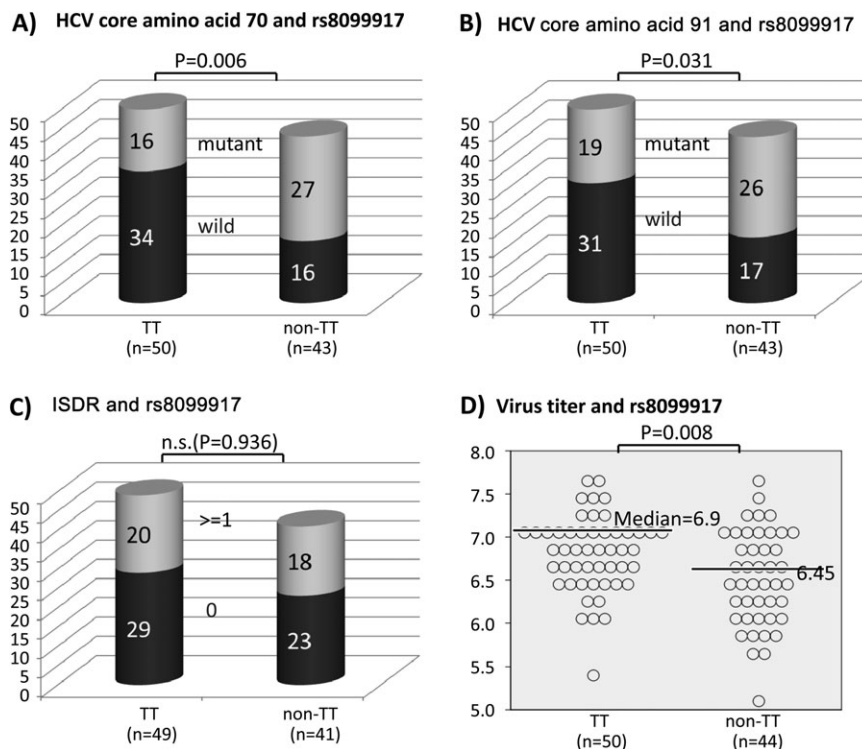 A) HCV core amino acid 70 and rs8099917
P=0.006
50
45
40
35
30
25
20
15
10
5
0
16
mutant
27
34
wild
16
TT
non-TT
(n=50)
(n=43)
B) HCV core amino acid 91 and rs8099917
P=0.031
50
45
40
35
30
25
20
15
10
5
0
19
mutant
26
31
wild
17
TT
non-TT
(n=50)
(n=43)
C) ISDR and rs8099917
n.s.(P=0.936)
50
45
40
35
30
25
20
15
10
5
0
20
>=1
18
29
0
23
TT
non-TT
(n=49)
(n=41)
D) Virus titer and rs8099917
P=0.008
8.0
7.5
7.0
6.5
6.0
5.5
5.0
Median=6.9
6.45
TT
non-TT
(n=50)
(n=44)